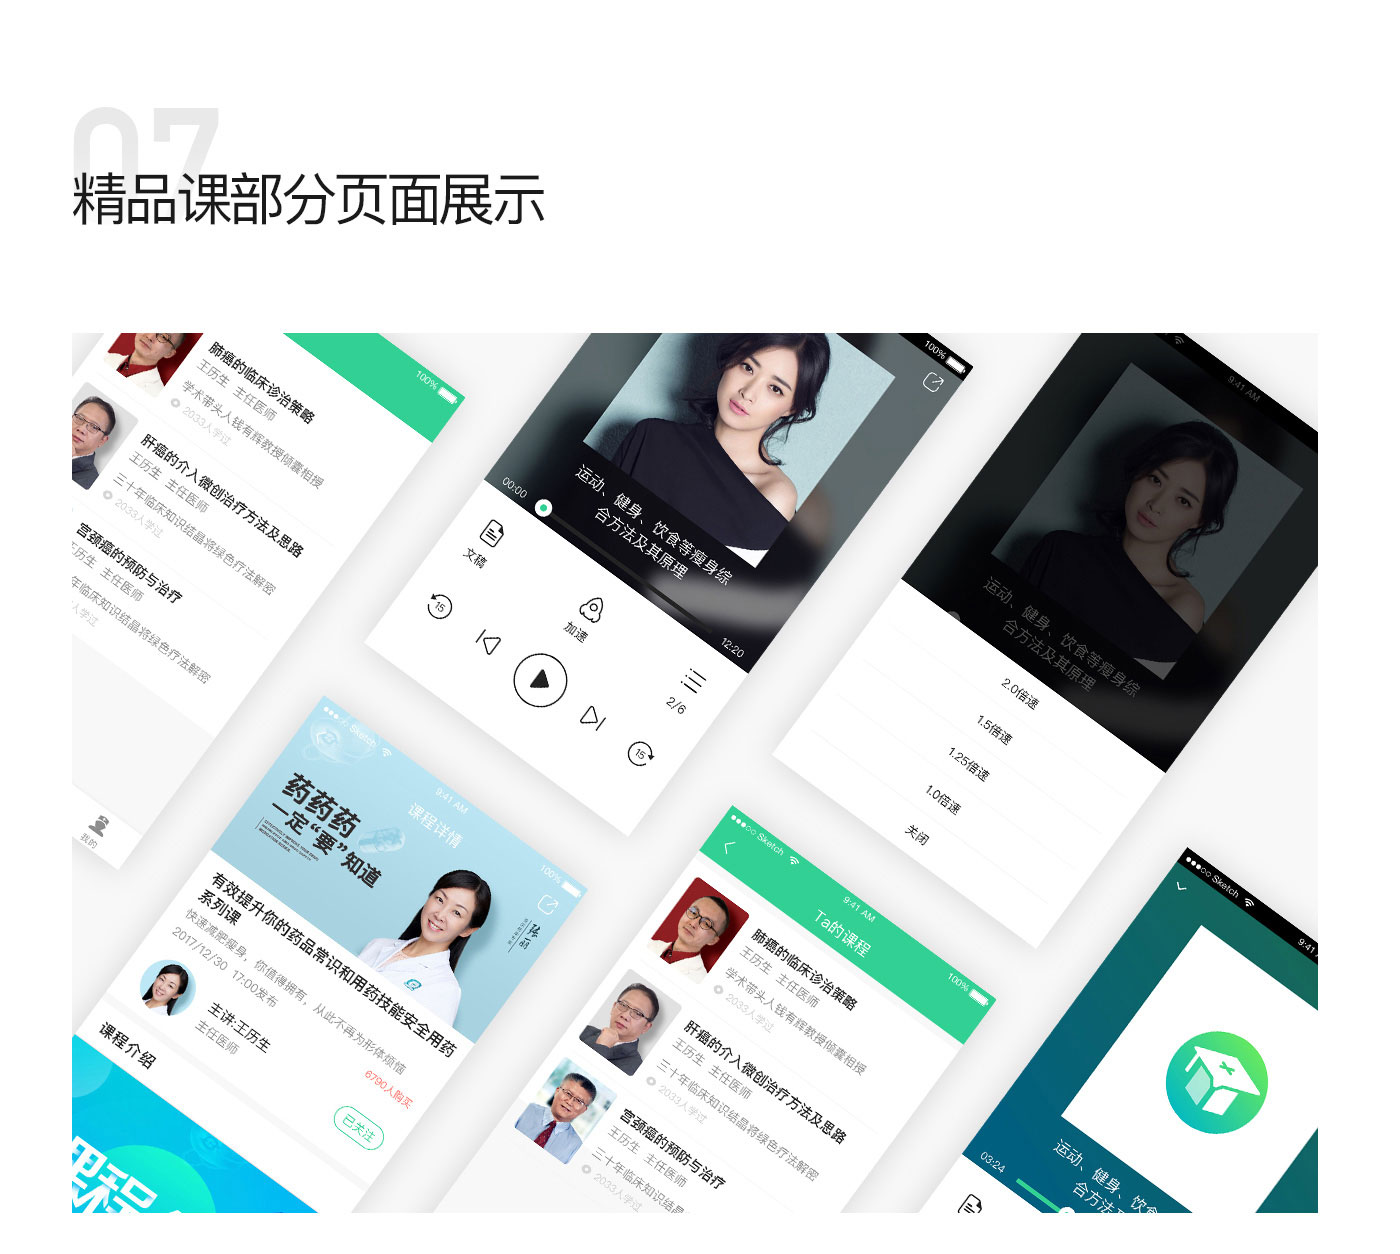 07
精品课部分页面展示
100%
肺癌的临床诊治策略
王历生 主任医师
学术带头人钱有辉教授倾囊相授
2033人学过
肝癌的介入微创治疗方法及思路
王历生 主任医师
三十年临床知识结晶将绿色疗法解密
2033人学过
宫颈癌的预防与治疗
王历生 主任医师
年临床知识结晶将绿色疗法解密
人学过
我的
100%
运动、健身、饮食等瘦身综
合方法及其原理
00:00
12:20
文稿
加速
2/6
15
15
9:41 AM
运动、健身、饮食等瘦身综
合方法及其原理
2.0倍速
1.5倍速
1.25倍速
1.0倍速
关闭
Sketch
9:41 AM
100%
课程详情
药药药
一定“要”知道
张丽
有效提升你的药品常识和用药技能安全用药
系列课
快速减肥瘦身，你值得拥有，从此不再为形体烦恼
2017/12/30 17:00发布
6790人购买
主讲:王历生
主任医师
已关注
课程介绍
Sketch
9:41 AM
100%
Ta的课程
肺癌的临床诊治策略
王历生 主任医师
学术带头人钱有辉教授倾囊相授
2033人学过
肝癌的介入微创治疗方法及思路
王历生 主任医师
三十年临床知识结晶将绿色疗法解密
2033人学过
宫颈癌的预防与治疗
王历生 主任医师
三十年临床知识结晶将绿色疗法解密
2033人学过
Sketch
9:41
运动、健身、饮食
合方法及
03:24